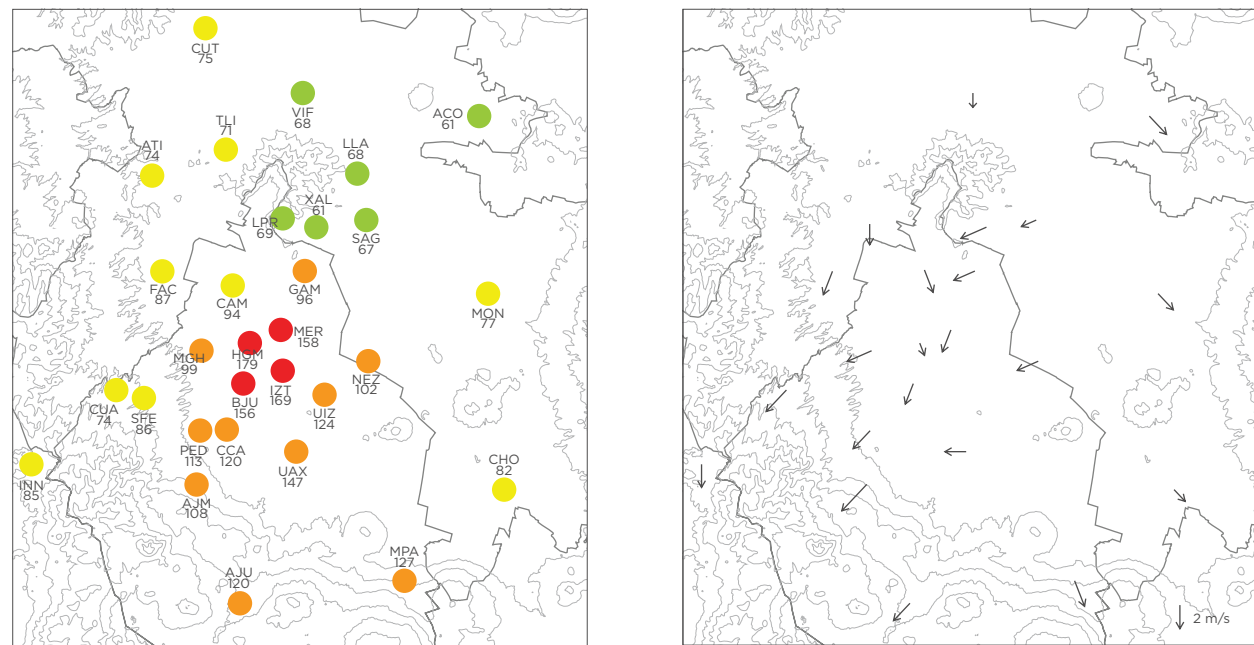 CUT
75
VIF
68
ACO
61
TLI
71
ATI
74
LLA
68
XAL
61
LPR
69
SAG
67
FAC
87
CAM
94
GAM
96
MON
77
MER
158
HGM
179
MGH
99
NEZ
102
IZT
169
BJU
156
CUA
74
SFE
86
UIZ
124
PED
113
CCA
120
UAX
147
CHO
82
INN
85
AJM
108
MPA
127
AJU
120
2 m/s